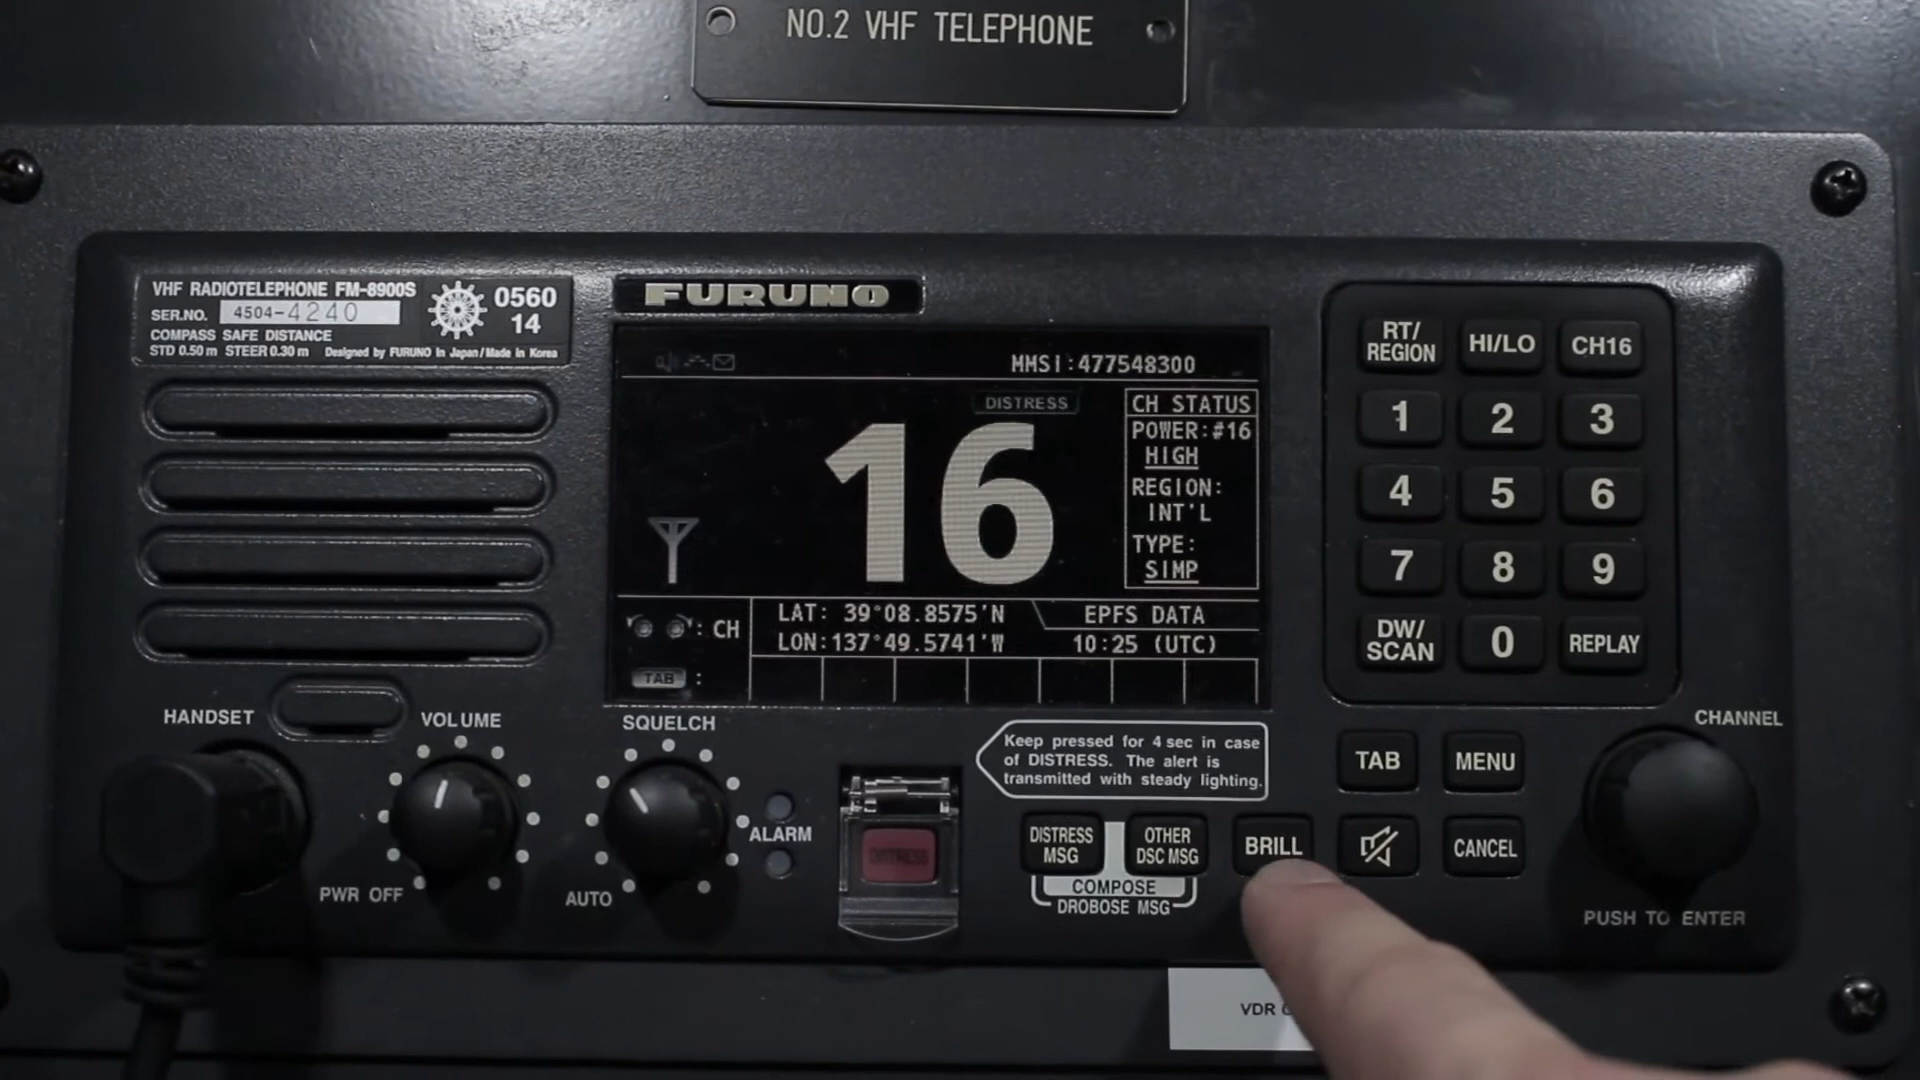 NO.2 VHF TELEPHONE
VHF RADIOTELEPHONE FM-8900S
SER.NO. 4504-4240
COMPASS SAFE DISTANCE
STD 0.50 m STEER 0.30 m Designed by FURUNO In Japan/Made In Korea
0560
14
FURUNO
MMSI:477548300
DISTRESS
16
CH STATUS
POWER:#16
HIGH
REGION:
INT'L
TYPE:
SIMP
: CH
LAT: 39°08.8575'N
LON:137°49.5741'W
EPFS DATA
10:25 (UTC)
TAB :
RT/
REGION
HI/LO
CH16
1
2
3
4
5
6
7
8
9
DW/
SCAN
0
REPLAY
HANDSET
VOLUME
PWR OFF
SQUELCH
AUTO
ALARM
DISTRESS
Keep pressed for 4 sec in case
of DISTRESS. The alert is
transmitted with steady lighting.
DISTRESS
MSG
OTHER
DSC MSG
COMPOSE
DROBOSE MSG
BRILL
TAB
MENU
CANCEL
CHANNEL
PUSH TO ENTER
VDR